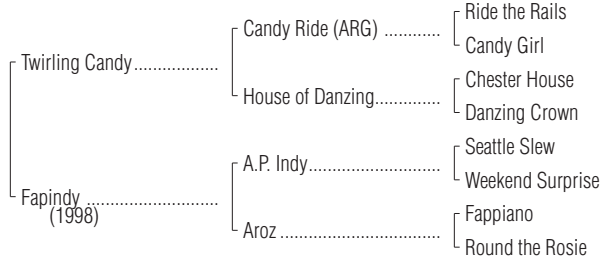 Ride the Rails
Candy Ride (ARG) ............
Candy Girl
Twirling Candy..................
Chester House
House of Danzing..............
Danzing Crown
Seattle Slew
A.P. Indy............................
Weekend Surprise
Fapindy ............................
(1998)
Fappiano
Aroz ..................................
Round the Rosie